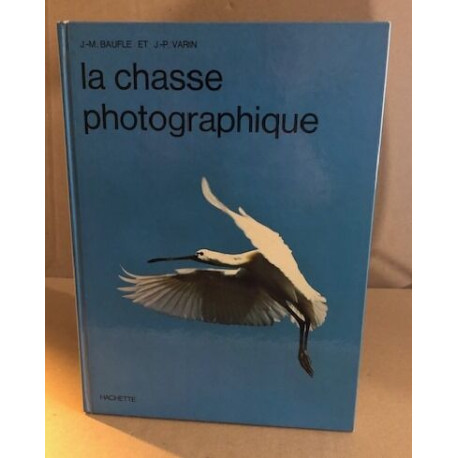 J.-M. BAUFLE ET J.-P. VARIN
la chasse
photographique
HACHETTE